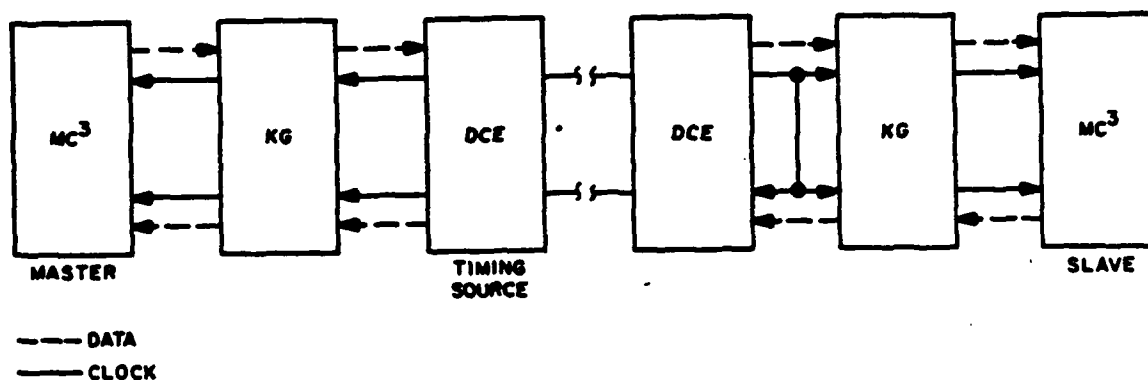 MC³
KG
DCE
DCE
KG
MC³
MASTER
TIMING
SOURCE
SLAVE
DATA
CLOCK